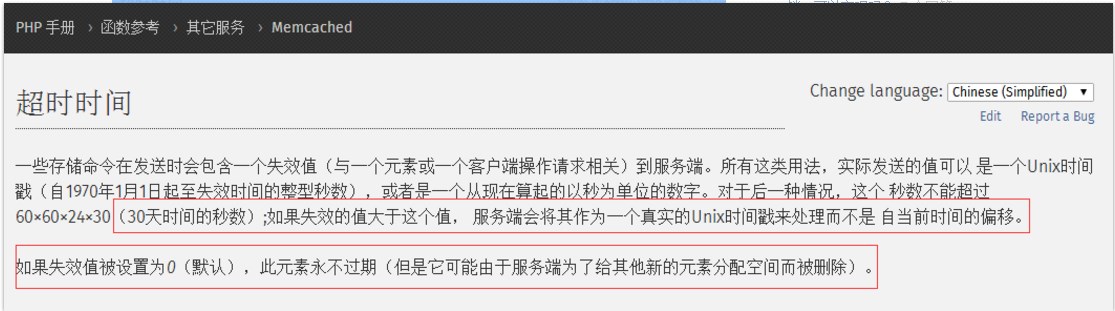 PHP 手册 › 函数参考 › 其它服务 › Memcached
超时时间
Change language: Chinese (Simplified) ▼
Edit Report a Bug
一些存储命令在发送时会包含一个失效值（与一个元素或一个客户端操作请求相关）到服务端。所有这类用法，实际发送的值可以 是一个Unix时间
戳（自1970年1月1日起至失效时间的整型秒数），或者是一个从现在算起的以秒为单位的数字。对于后一种情况，这个 秒数不能超过
60×60×24×30（30天时间的秒数）;如果失效的值大于这个值， 服务端会将其作为一个真实的Unix时间戳来处理而不是 自当前时间的偏移。
如果失效值被设置为0（默认），此元素永不过期（但是它可能由于服务端为了给其他新的元素分配空间而被删除）。